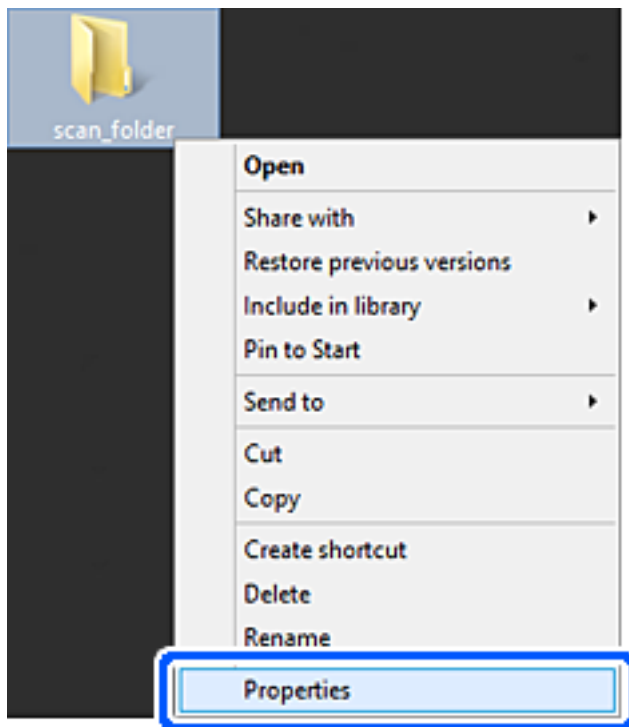 scan_folder
Open
Share with
Restore previous versions
Include in library
Pin to Start
Send to
Cut
Copy
Create shortcut
Delete
Rename
Properties